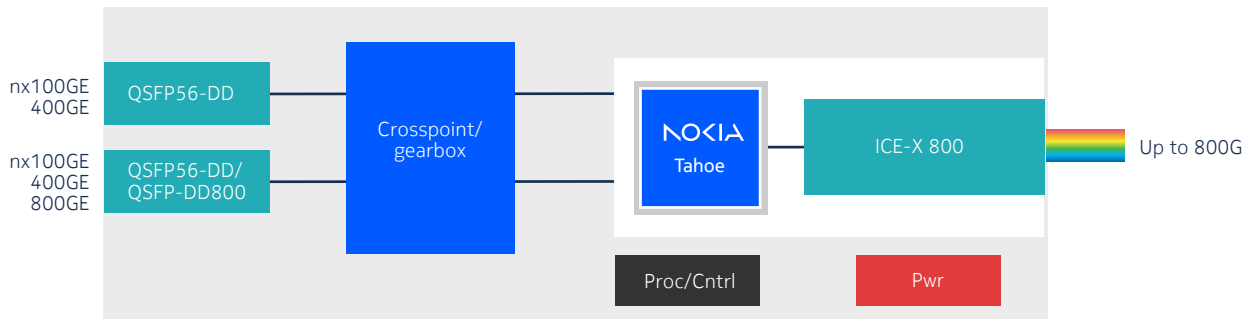 nx100GE
400GE
QSFP56-DD
nx100GE
400GE
800GE
QSFP56-DD/
QSFP-DD800
Crosspoint/
gearbox
NOKIA
Tahoe
ICE-X 800
Up to 800G
Proc/Cntrl
Pwr